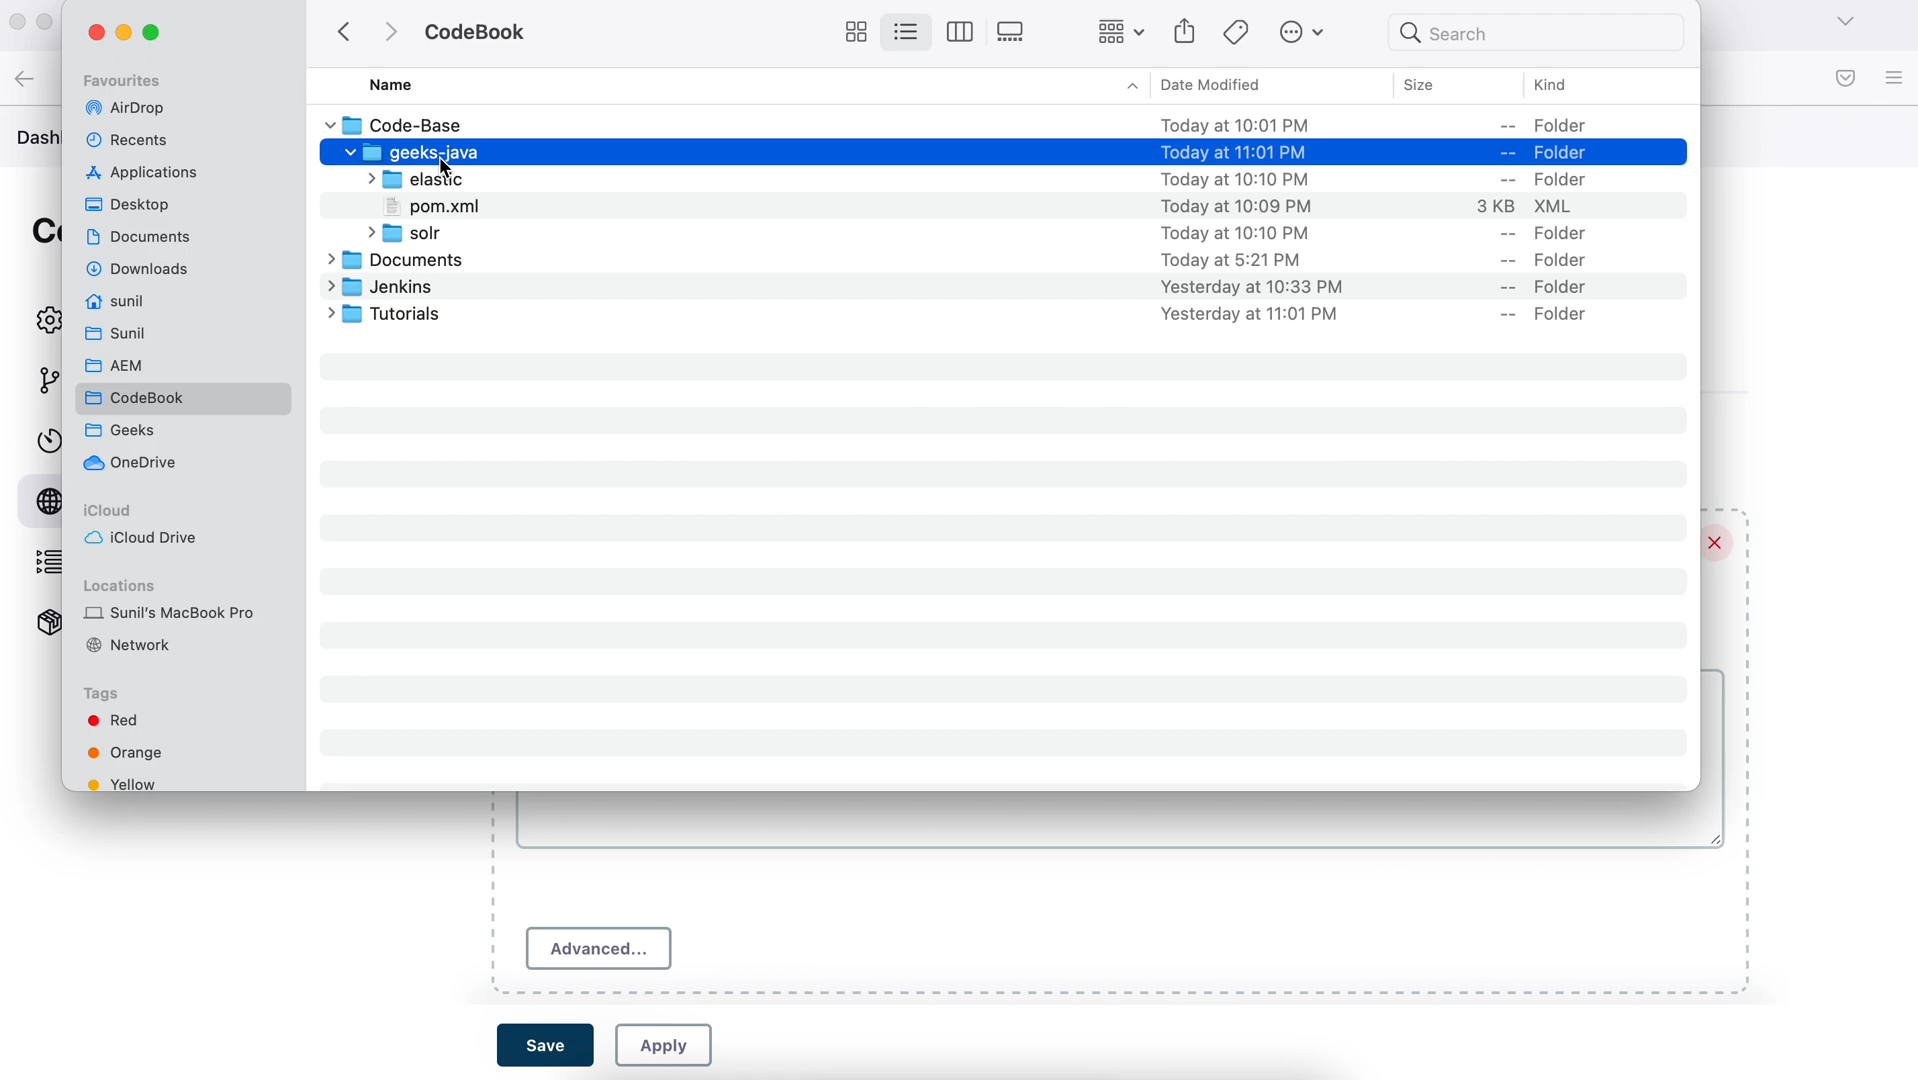 CodeBook
Search
Favourites
AirDrop
Recents
Applications
Desktop
Documents
Downloads
sunil
Sunil
AEM
CodeBook
Geeks
OneDrive
iCloud
iCloud Drive
Locations
Sunil's MacBook Pro
Network
Tags
Red
Orange
Yellow
Name Date Modified Size Kind
Code-Base Today at 10:01 PM -- Folder
geeks-java Today at 11:01 PM -- Folder
elastic Today at 10:10 PM -- Folder
pom.xml Today at 10:09 PM 3 KB XML
solr Today at 10:10 PM -- Folder
Documents Today at 5:21 PM -- Folder
Jenkins Yesterday at 10:33 PM -- Folder
Tutorials Yesterday at 11:01 PM -- Folder
Advanced...
Save
Apply